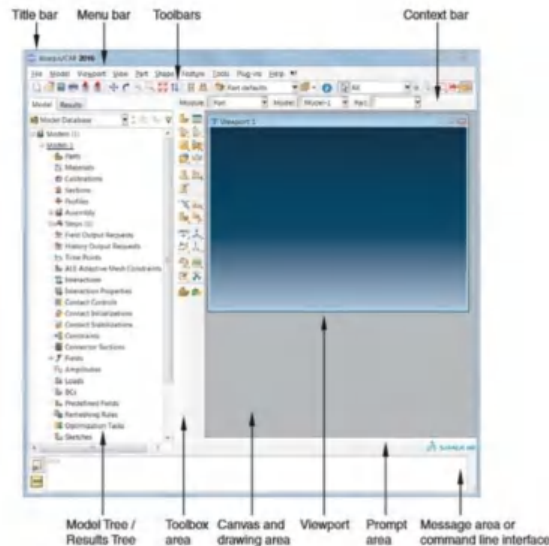 Title bar
Menu bar
Toolbars
Context bar
Abaqus/CAE 2016
File Model Viewport View Part Shape Feature Tools Plug-ins Help
Part defaults
All
Model Results
Module: Part Model: Model-1 Part:
Model Database
Viewport: 1
Models (1)
Model-1
Parts
Materials
Calibrations
Sections
Profiles
Assembly
Steps (1)
Field Output Requests
History Output Requests
Time Points
ALE Adaptive Mesh Constraints
Interactions
Interaction Properties
Contact Controls
Contact Initializations
Contact Stabilizations
Constraints
Connector Sections
Fields
Amplitudes
Loads
BCs
Predefined Fields
Remeshing Rules
Optimization Tasks
Sketches
SIMULIA
Model Tree /
Results Tree
Toolbox
area
Canvas and
drawing area
Viewport
Prompt
area
Message area or
command line interface